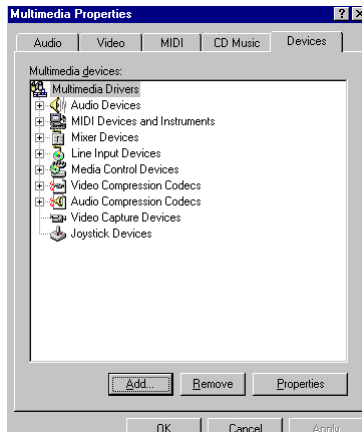 Multimedia Properties
Audio Video MIDI CD Music Devices
Multimedia devices:
Multimedia Drivers
Audio Devices
MIDI Devices and Instruments
Mixer Devices
Line Input Devices
Media Control Devices
Video Compression Codecs
Audio Compression Codecs
Video Capture Devices
Joystick Devices
Add... Remove Properties
OK Cancel Apply